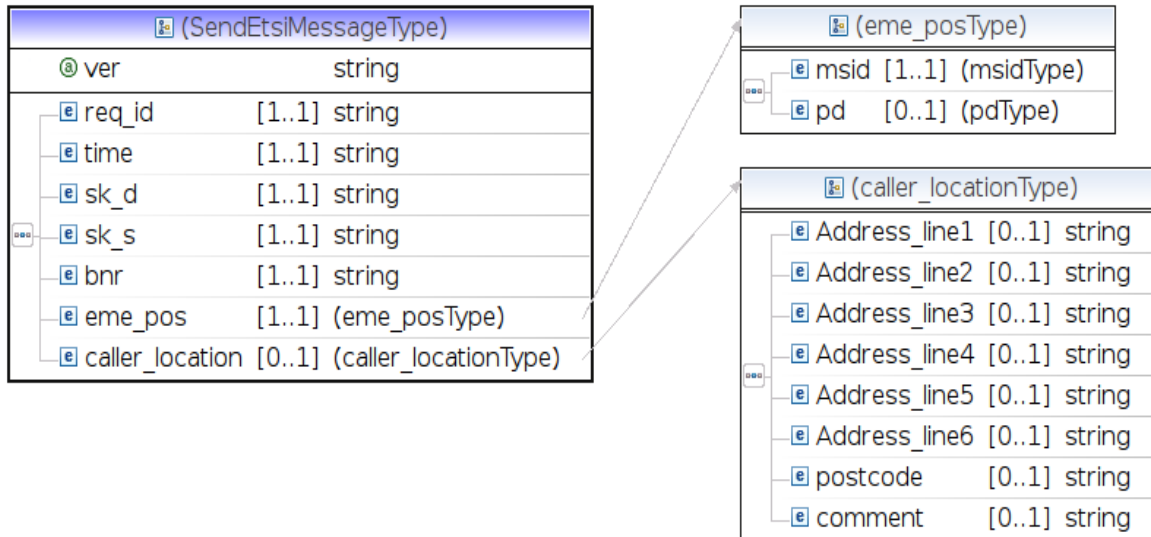 (SendEtsiMessageType)
a ver string
e req_id [1..1] string
e time [1..1] string
e sk_d [1..1] string
e sk_s [1..1] string
e bnr [1..1] string
e eme_pos [1..1] (eme_posType)
e caller_location [0..1] (caller_locationType)
(eme_posType)
e msid [1..1] (msidType)
e pd [0..1] (pdType)
(caller_locationType)
e Address_line1 [0..1] string
e Address_line2 [0..1] string
e Address_line3 [0..1] string
e Address_line4 [0..1] string
e Address_line5 [0..1] string
e Address_line6 [0..1] string
e postcode [0..1] string
e comment [0..1] string